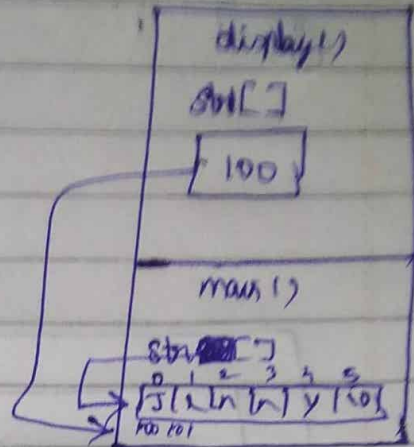 display()
str[]
100
main()
str[]
0 1 2 3 4 5
J i n n y \0
100 101